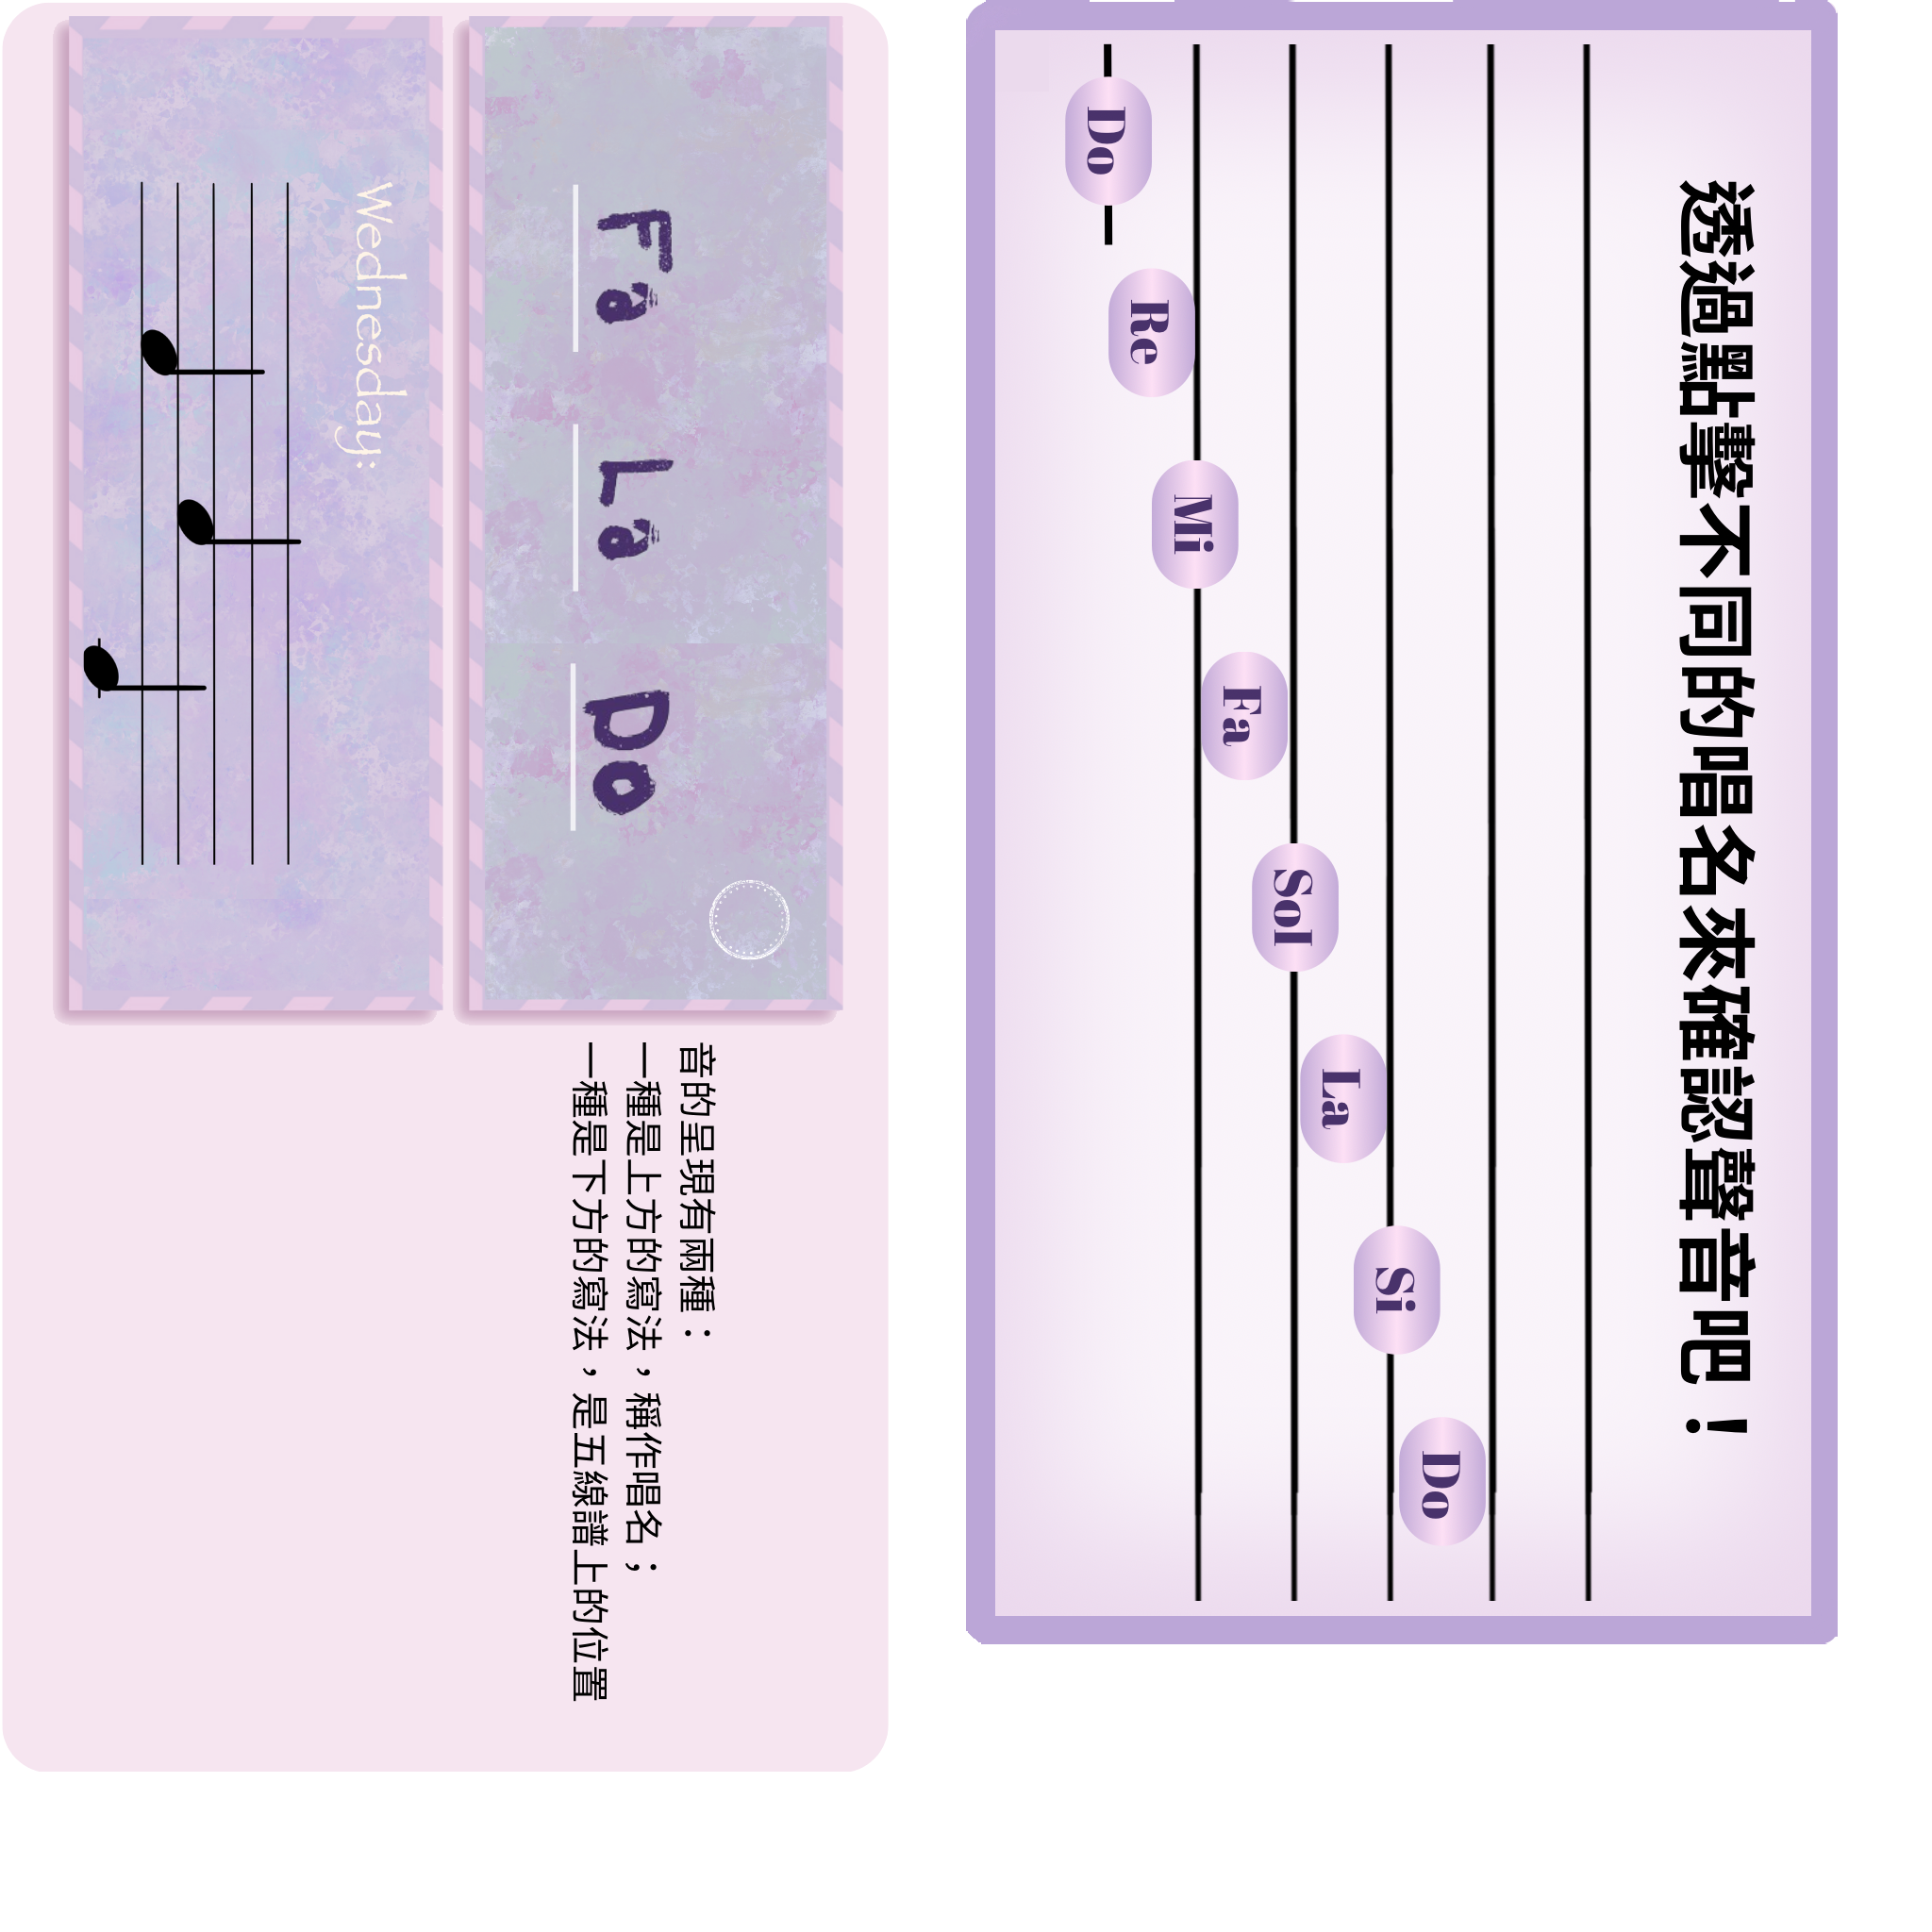 透過點擊不同的唱名來確認聲音吧！
Do
Re
Mi
Fa
Sol
La
Si
Do
Fa La Do
Wednesday:
音的呈現有兩種：
一種是上方的寫法，稱作唱名；
一種是下方的寫法，是五線譜上的位置